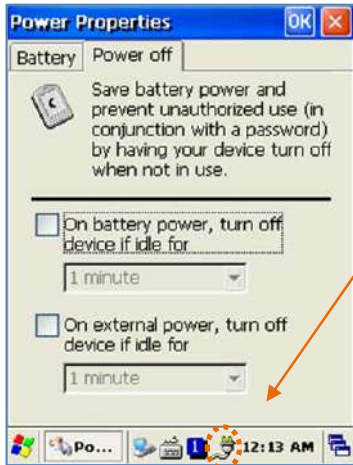 Power Properties OK
Battery Power off
Save battery power and
prevent unauthorized use (in
conjunction with a password)
by having your device turn off
when not in use.
On battery power, turn off
device if idle for
1 minute
On external power, turn off
device if idle for
1 minute
Po... 1 12:13 AM